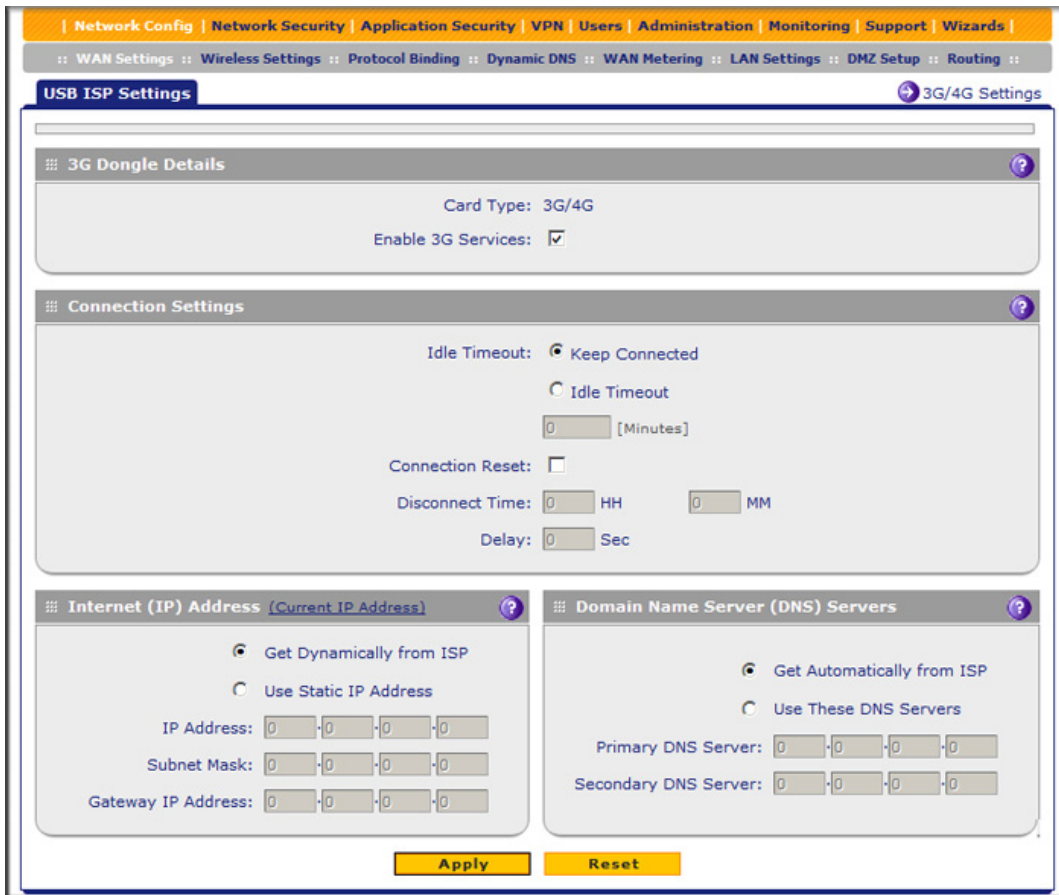 | Network Config | Network Security | Application Security | VPN | Users | Administration | Monitoring | Support | Wizards |
:: WAN Settings :: Wireless Settings :: Protocol Binding :: Dynamic DNS :: WAN Metering :: LAN Settings :: DMZ Setup :: Routing ::
USB ISP Settings 3G/4G Settings
3G Dongle Details ?
Card Type: 3G/4G
Enable 3G Services:
Connection Settings ?
Idle Timeout: Keep Connected
Idle Timeout
0 [Minutes]
Connection Reset:
Disconnect Time: 0 HH 0 MM
Delay: 0 Sec
Internet (IP) Address (Current IP Address) ?
Get Dynamically from ISP
Use Static IP Address
IP Address: 0 . 0 . 0 . 0
Subnet Mask: 0 . 0 . 0 . 0
Gateway IP Address: 0 . 0 . 0 . 0
Domain Name Server (DNS) Servers ?
Get Automatically from ISP
Use These DNS Servers
Primary DNS Server: 0 . 0 . 0 . 0
Secondary DNS Server: 0 . 0 . 0 . 0
Apply Reset